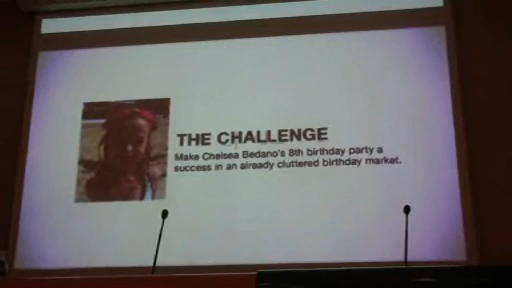 THE CHALLENGE
Make Chelsea Bedano's 8th birthday party a
success in an already cluttered birthday market.